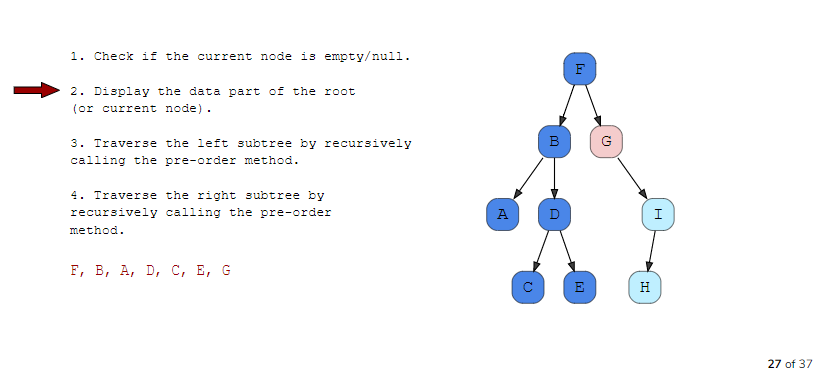 1. Check if the current node is empty/null.
2. Display the data part of the root
(or current node).
3. Traverse the left subtree by recursively
calling the pre-order method.
4. Traverse the right subtree by
recursively calling the pre-order
method.
F, B, A, D, C, E, G
F
B
G
A
D
I
C
E
H
27 of 37